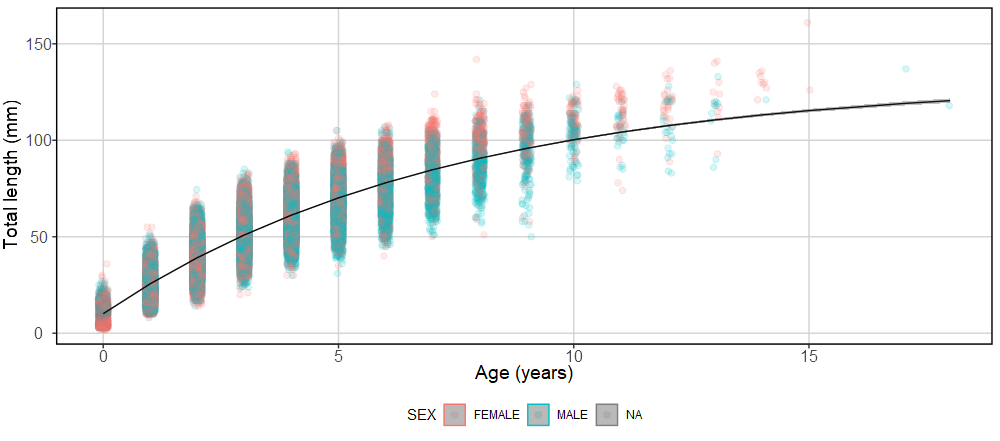 Total length (mm)
150
100
50
0
0 5 10 15
Age (years)
SEX FEMALE MALE NA